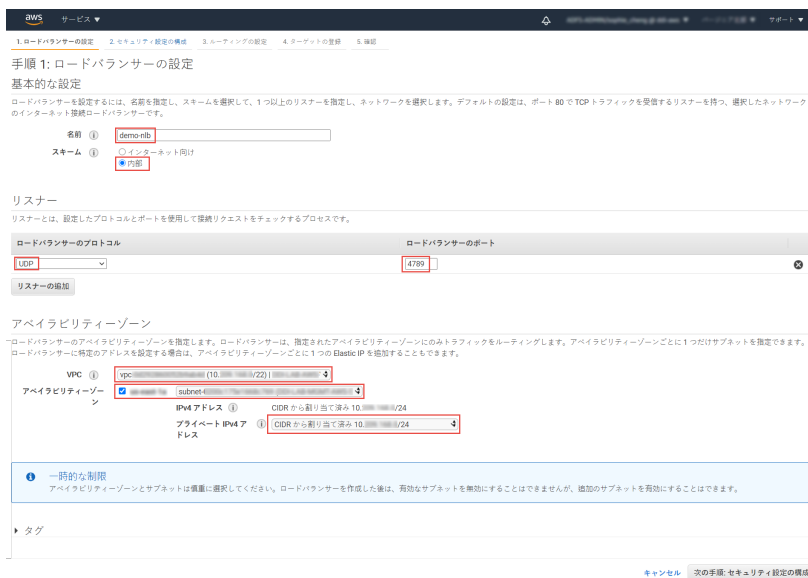 aws サービス ▼ サポート ▼
1. ロードバランサーの設定 2. セキュリティ設定の構成 3. ルーティングの設定 4. ターゲットの登録 5. 確認
手順 1: ロードバランサーの設定
基本的な設定
ロードバランサーを設定するには、名前を指定し、スキームを選択して、1 つ以上のリスナーを指定し、ネットワークを選択します。デフォルトの設定は、ポート 80 で TCP トラフィックを受信するリスナーを持つ、選択したネットワーク
のインターネット接続ロードバランサーです。
名前 demo-nlb
スキーム インターネット向け
内部
リスナー
リスナーとは、設定したプロトコルとポートを使用して接続リクエストをチェックするプロセスです。
ロードバランサーのプロトコル ロードバランサーのポート
UDP 4789
リスナーの追加
アベイラビリティーゾーン
ロードバランサーのアベイラビリティーゾーンを指定します。ロードバランサーは、指定されたアベイラビリティーゾーンにのみトラフィックをルーティングします。アベイラビリティーゾーンごとに 1 つだけサブネットを指定できます。
ロードバランサーに特定のアドレスを設定する場合は、アベイラビリティーゾーンごとに 1 つの Elastic IP を追加することもできます。
VPC vpc- (10. /22) |
アベイラビリティーゾー subnet-
ン
IPv4 アドレス CIDR から割り当て済み 10. /24
プライベート IPv4 ア CIDR から割り当て済み 10. /24
ドレス
一時的な制限
アベイラビリティーゾーンとサブネットは慎重に選択してください。ロードバランサーを作成した後は、有効なサブネットを無効にすることはできませんが、追加のサブネットを有効にすることはできます。
タグ
キャンセル 次の手順: セキュリティ設定の構成